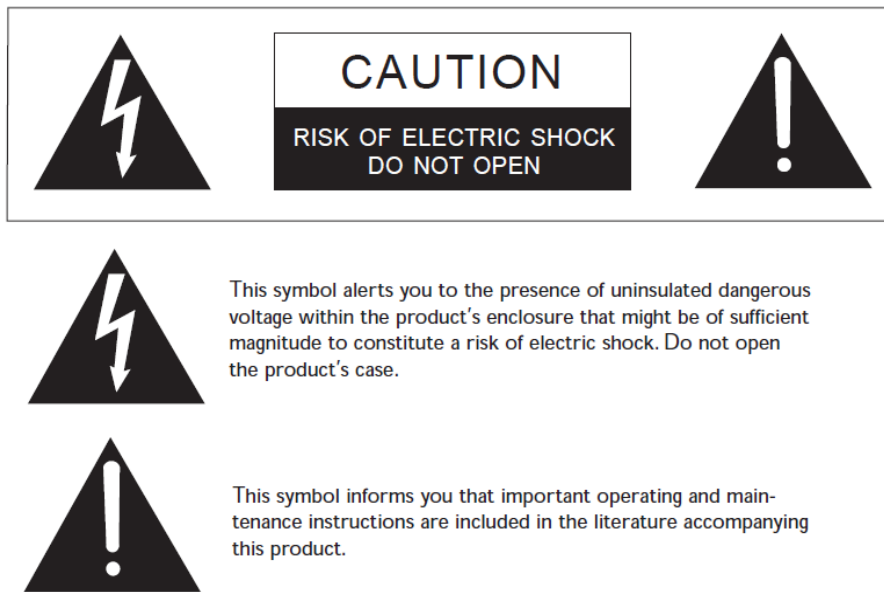 CAUTION
RISK OF ELECTRIC SHOCK
DO NOT OPEN
This symbol alerts you to the presence of uninsulated dangerous
voltage within the product's enclosure that might be of sufficient
magnitude to constitute a risk of electric shock. Do not open
the product's case.
This symbol informs you that important operating and main-
tenance instructions are included in the literature accompanying
this product.